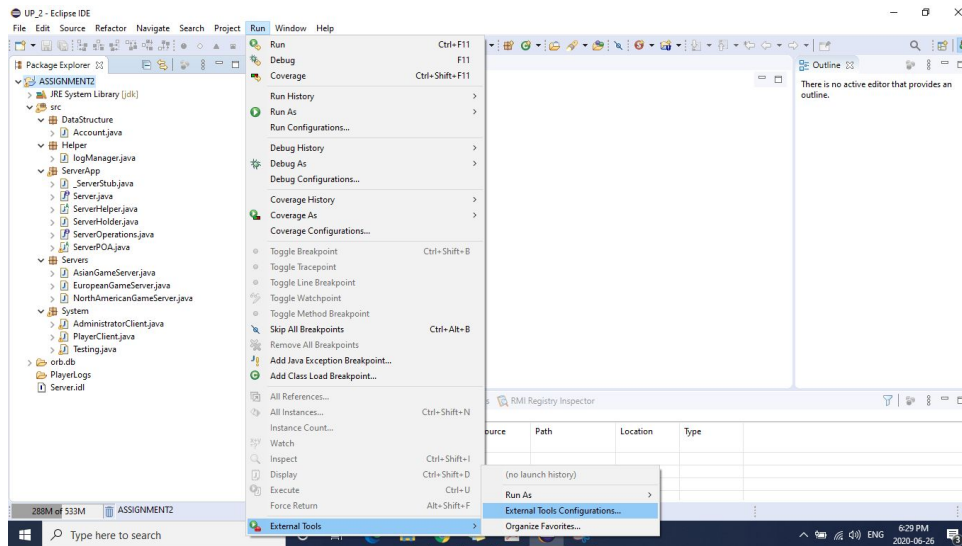 UP_2 - Eclipse IDE
File Edit Source Refactor Navigate Search Project Run Window Help
Package Explorer
ASSIGNMENT2
JRE System Library [jdk]
src
DataStructure
Account.java
Helper
logManager.java
ServerApp
_ServerStub.java
Server.java
ServerHelper.java
ServerHolder.java
ServerOperations.java
ServerPOA.java
Servers
AsianGameServer.java
EuropeanGameServer.java
NorthAmericanGameServer.java
System
AdministratorClient.java
PlayerClient.java
Testing.java
orb.db
PlayerLogs
Server.idl
Run Ctrl+F11
Debug F11
Coverage Ctrl+Shift+F11
Run History
Run As
Run Configurations...
Debug History
Debug As
Debug Configurations...
Coverage History
Coverage As
Coverage Configurations...
Toggle Breakpoint Ctrl+Shift+B
Toggle Tracepoint
Toggle Line Breakpoint
Toggle Watchpoint
Toggle Method Breakpoint
Skip All Breakpoints Ctrl+Alt+B
Remove All Breakpoints
Add Java Exception Breakpoint...
Add Class Load Breakpoint...
All References...
All Instances... Ctrl+Shift+N
Instance Count...
Watch
Inspect Ctrl+Shift+I
Display Ctrl+Shift+D
Execute Ctrl+U
Force Return Alt+Shift+F
External Tools
(no launch history)
Run As
External Tools Configurations...
Organize Favorites...
Outline
There is no active editor that provides an
outline.
RMI Registry Inspector
Path Location Type
288M of 533M ASSIGNMENT2
Type here to search
ENG
6:29 PM
2020-06-26